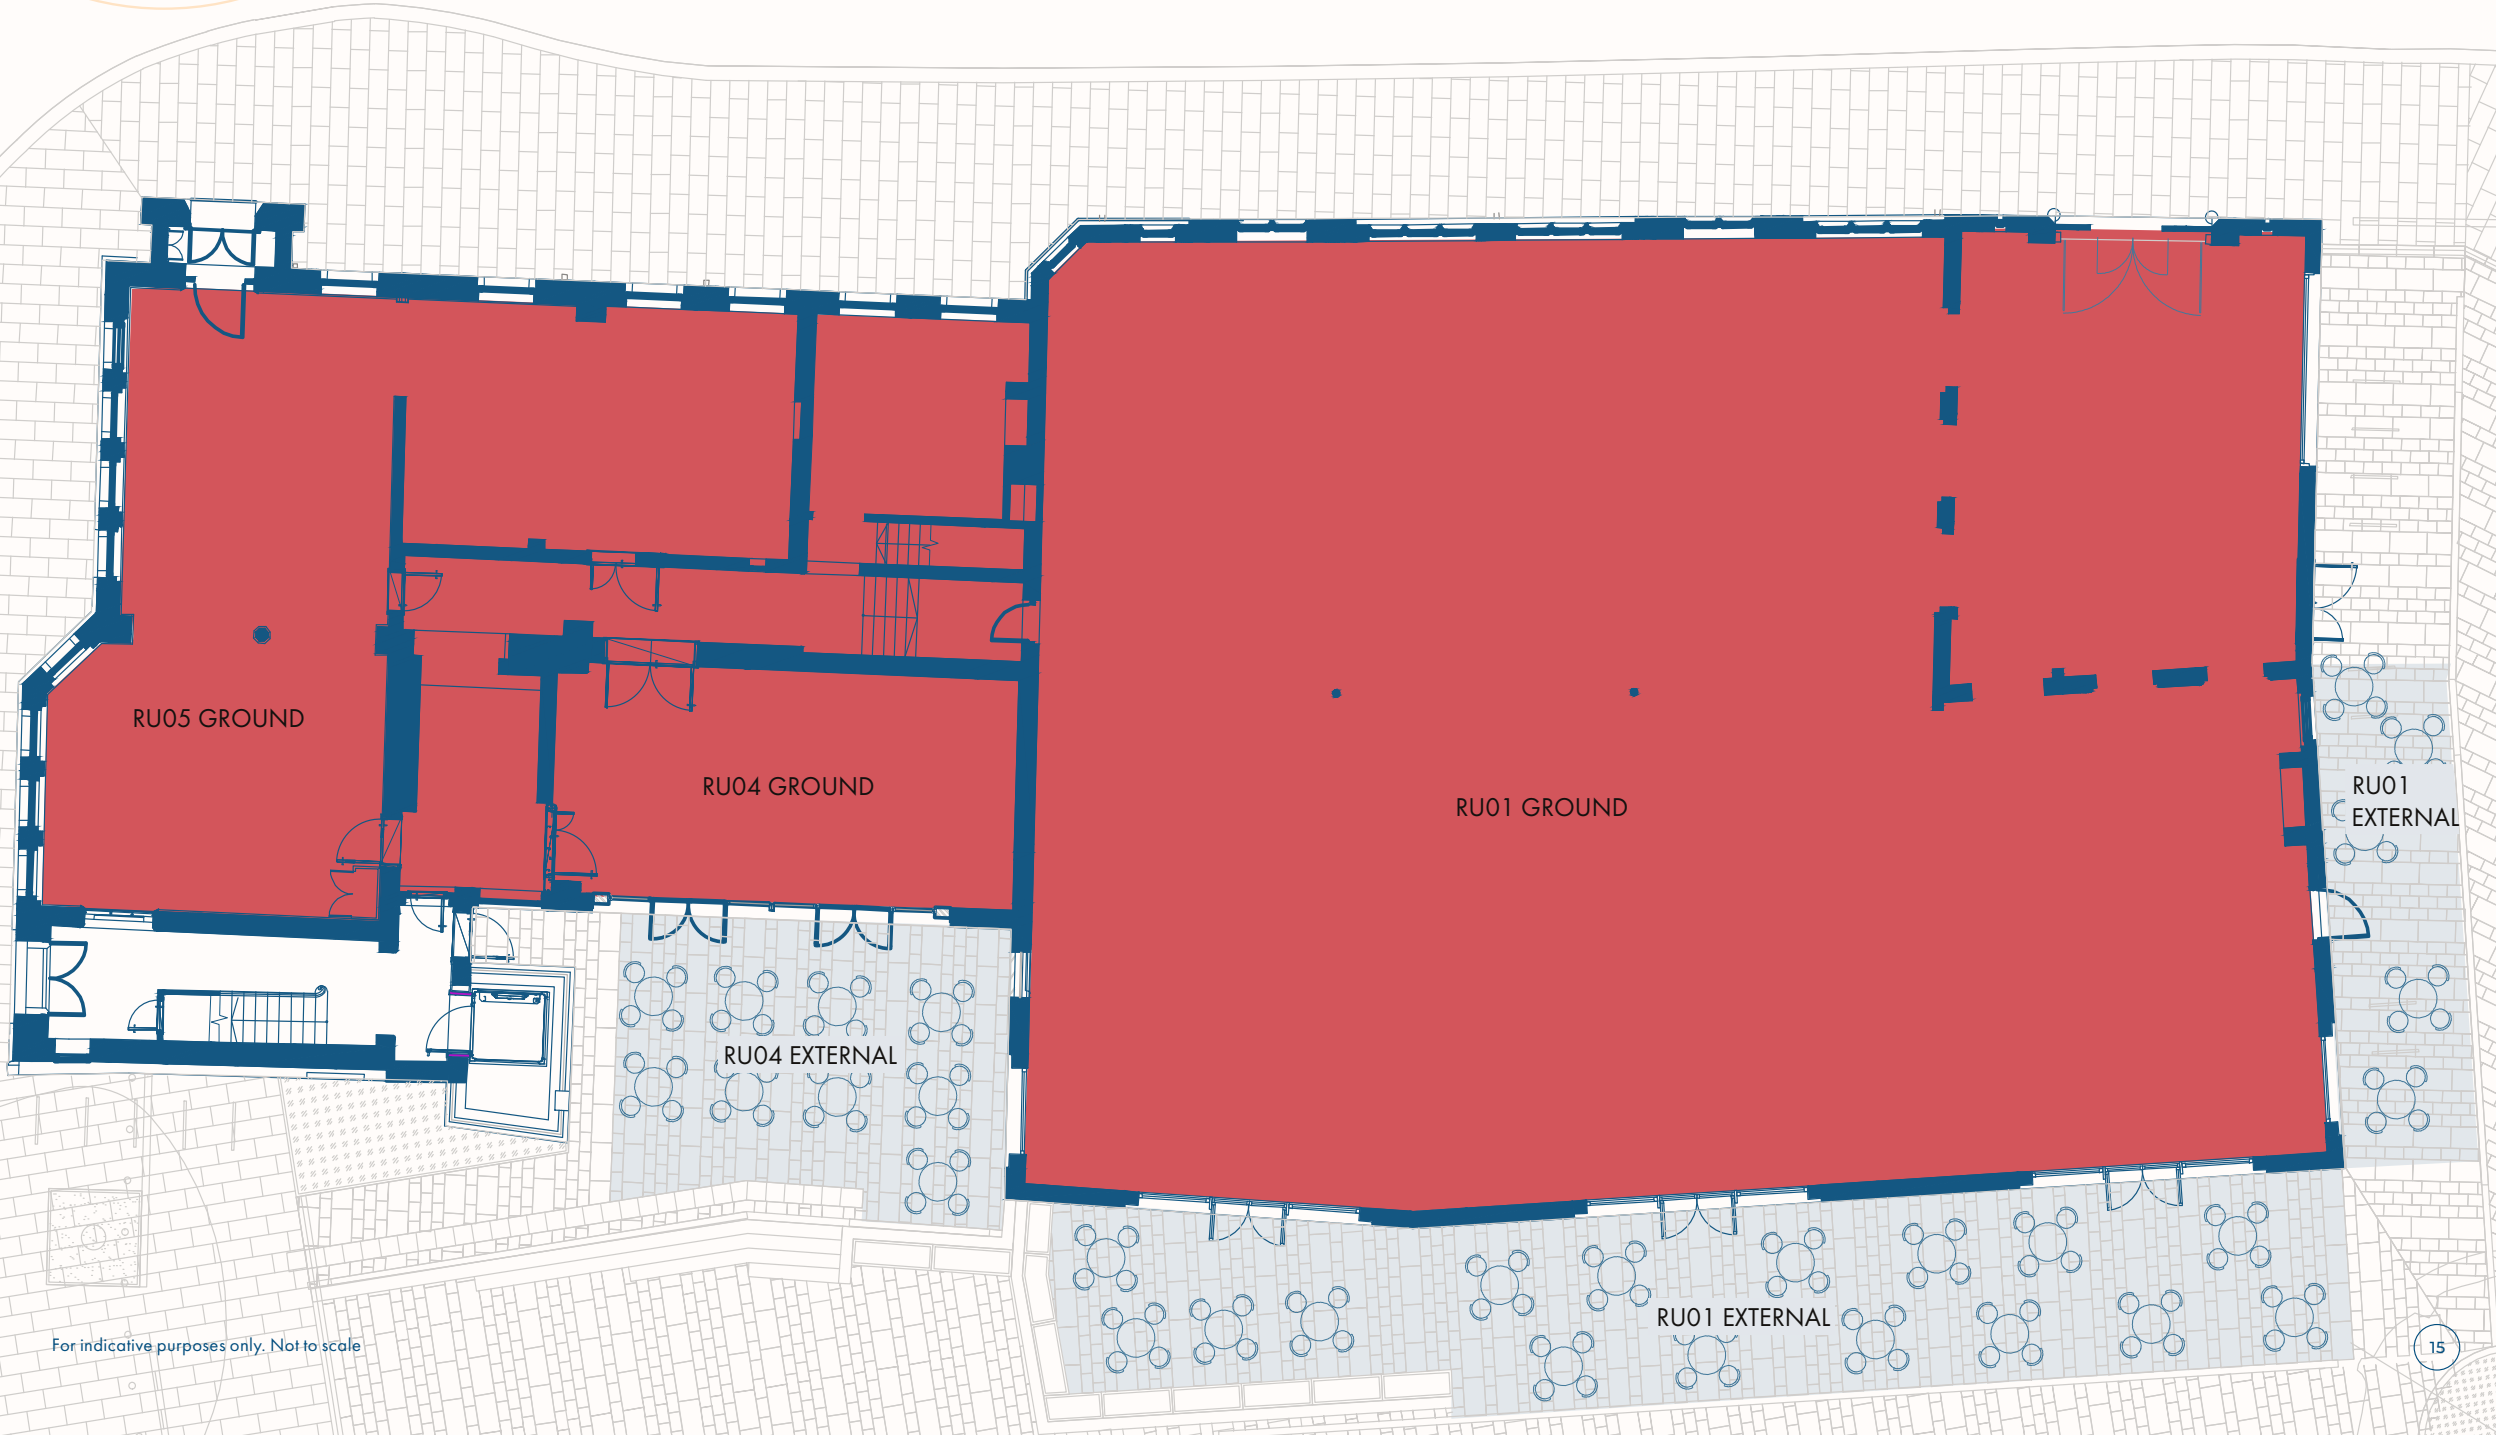 RU05 GROUND
RU04 GROUND
RU01 GROUND
RU01
EXTERNAL
RU04 EXTERNAL
RU01 EXTERNAL
For indicative purposes only. Not to scale
15